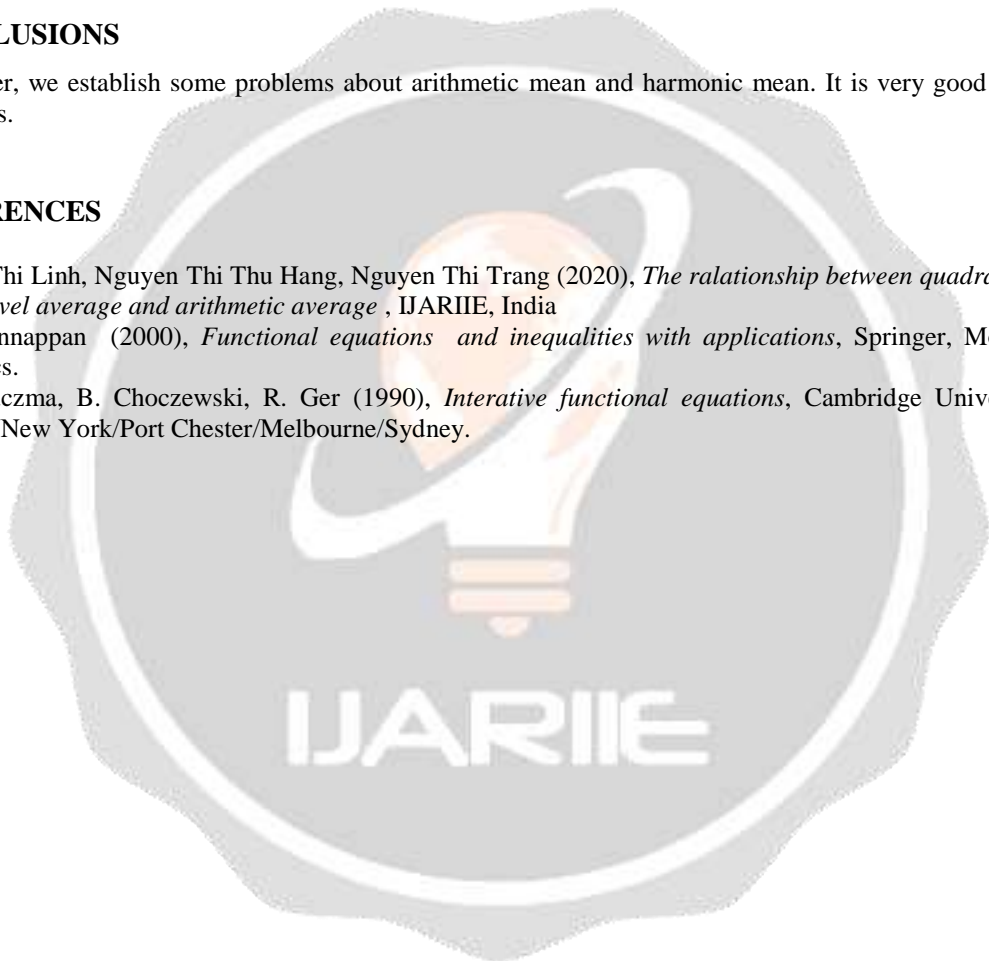 LUSIONS
er, we establish some problems about arithmetic mean and harmonic mean. It is very good
s.
RENCES
Thi Linh, Nguyen Thi Thu Hang, Nguyen Thi Trang (2020), The ralationship between quadra
vel average and arithmetic average , IJARIIE, India
nnappan (2000), Functional equations and inequalities with applications, Springer, Mo
s.
czma, B. Choczewski, R. Ger (1990), Interative functional equations, Cambridge Unive
New York/Port Chester/Melbourne/Sydney.
IJARIIE